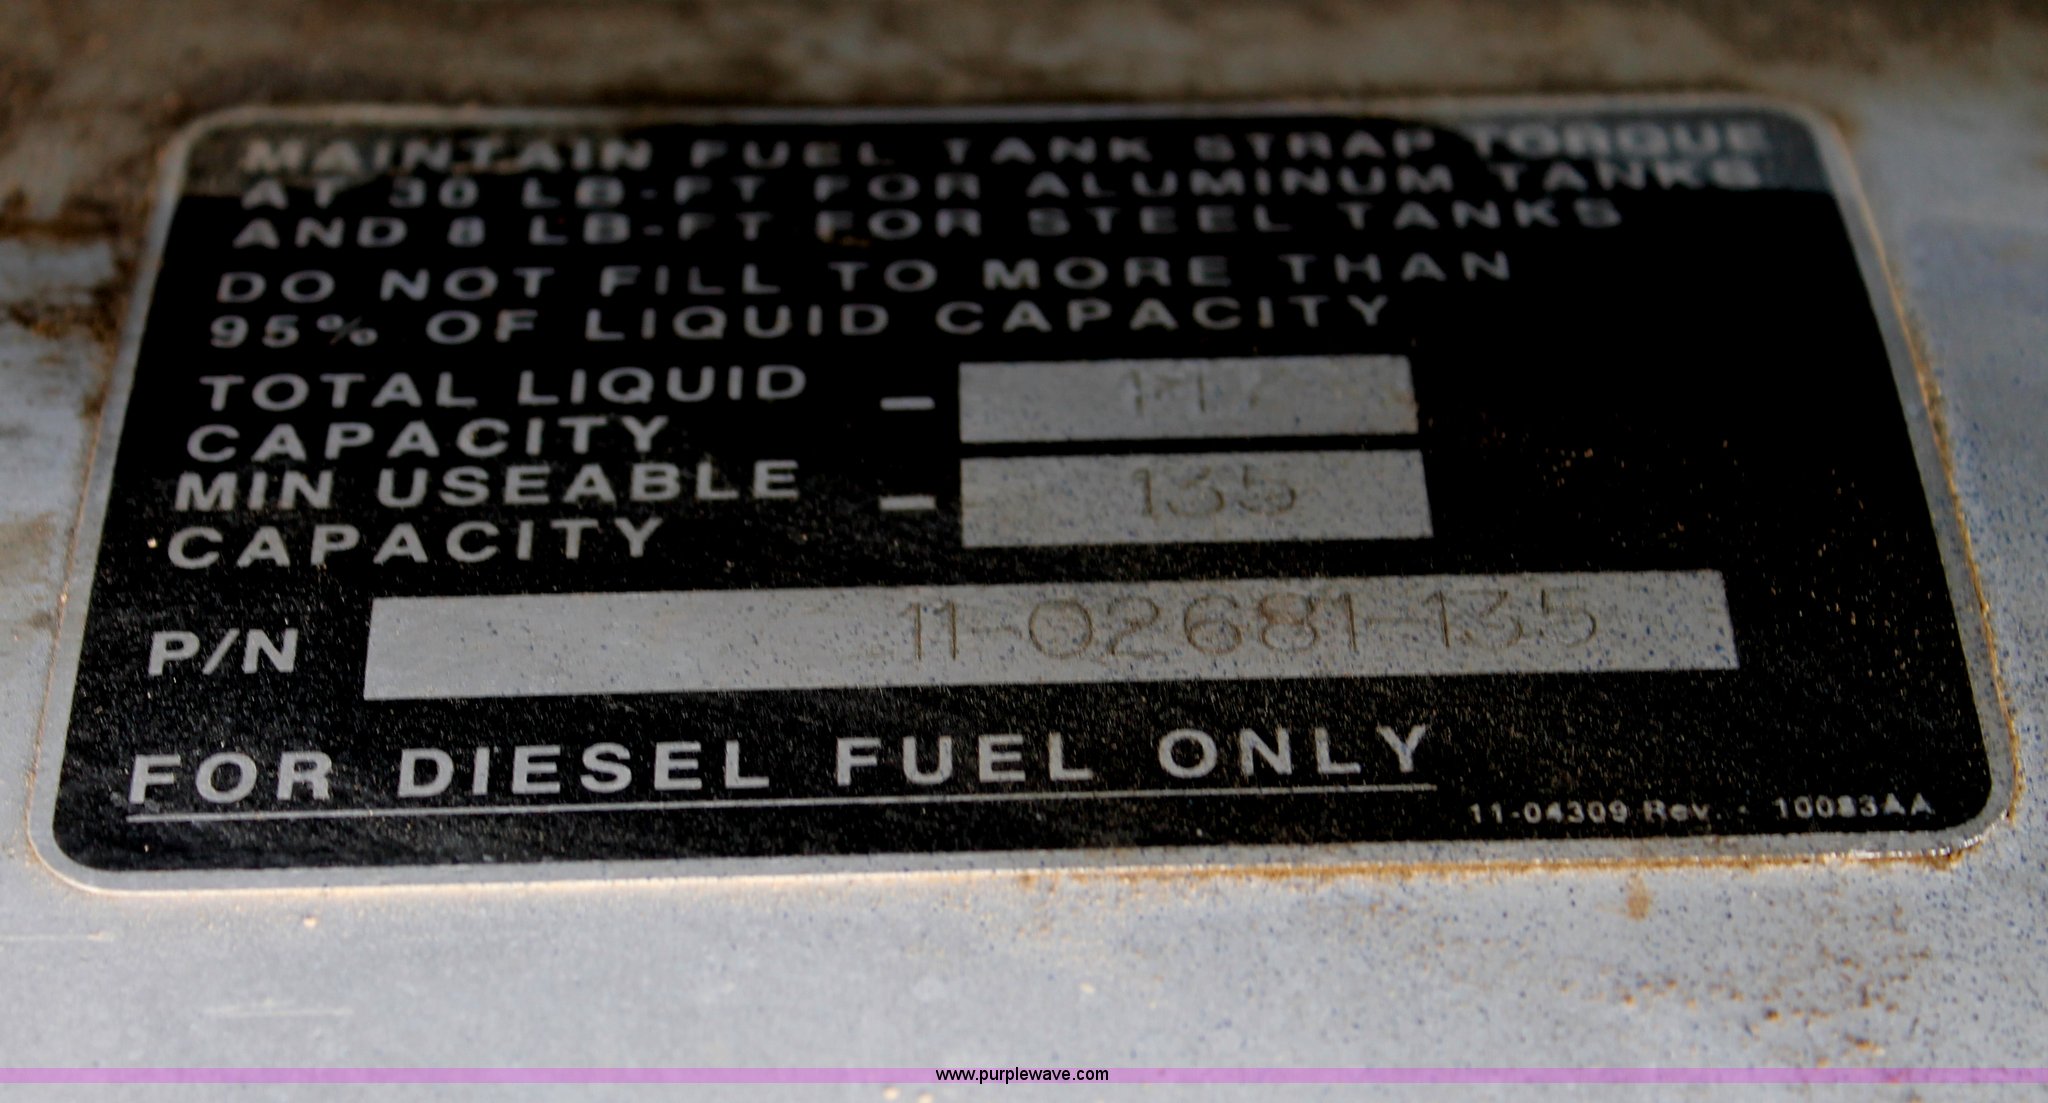 MAINTAIN FUEL TANK STRAP TORQUE
AT 30 LB-FT FOR ALUMINUM TANKS
AND 8 LB-FT FOR STEEL TANKS
DO NOT FILL TO MORE THAN
95% OF LIQUID CAPACITY
TOTAL LIQUID
CAPACITY -
MIN USEABLE
CAPACITY - 135
P/N 11-02681-135
FOR DIESEL FUEL ONLY
11-04309 Rev. - 10083AA
www.purplewave.com